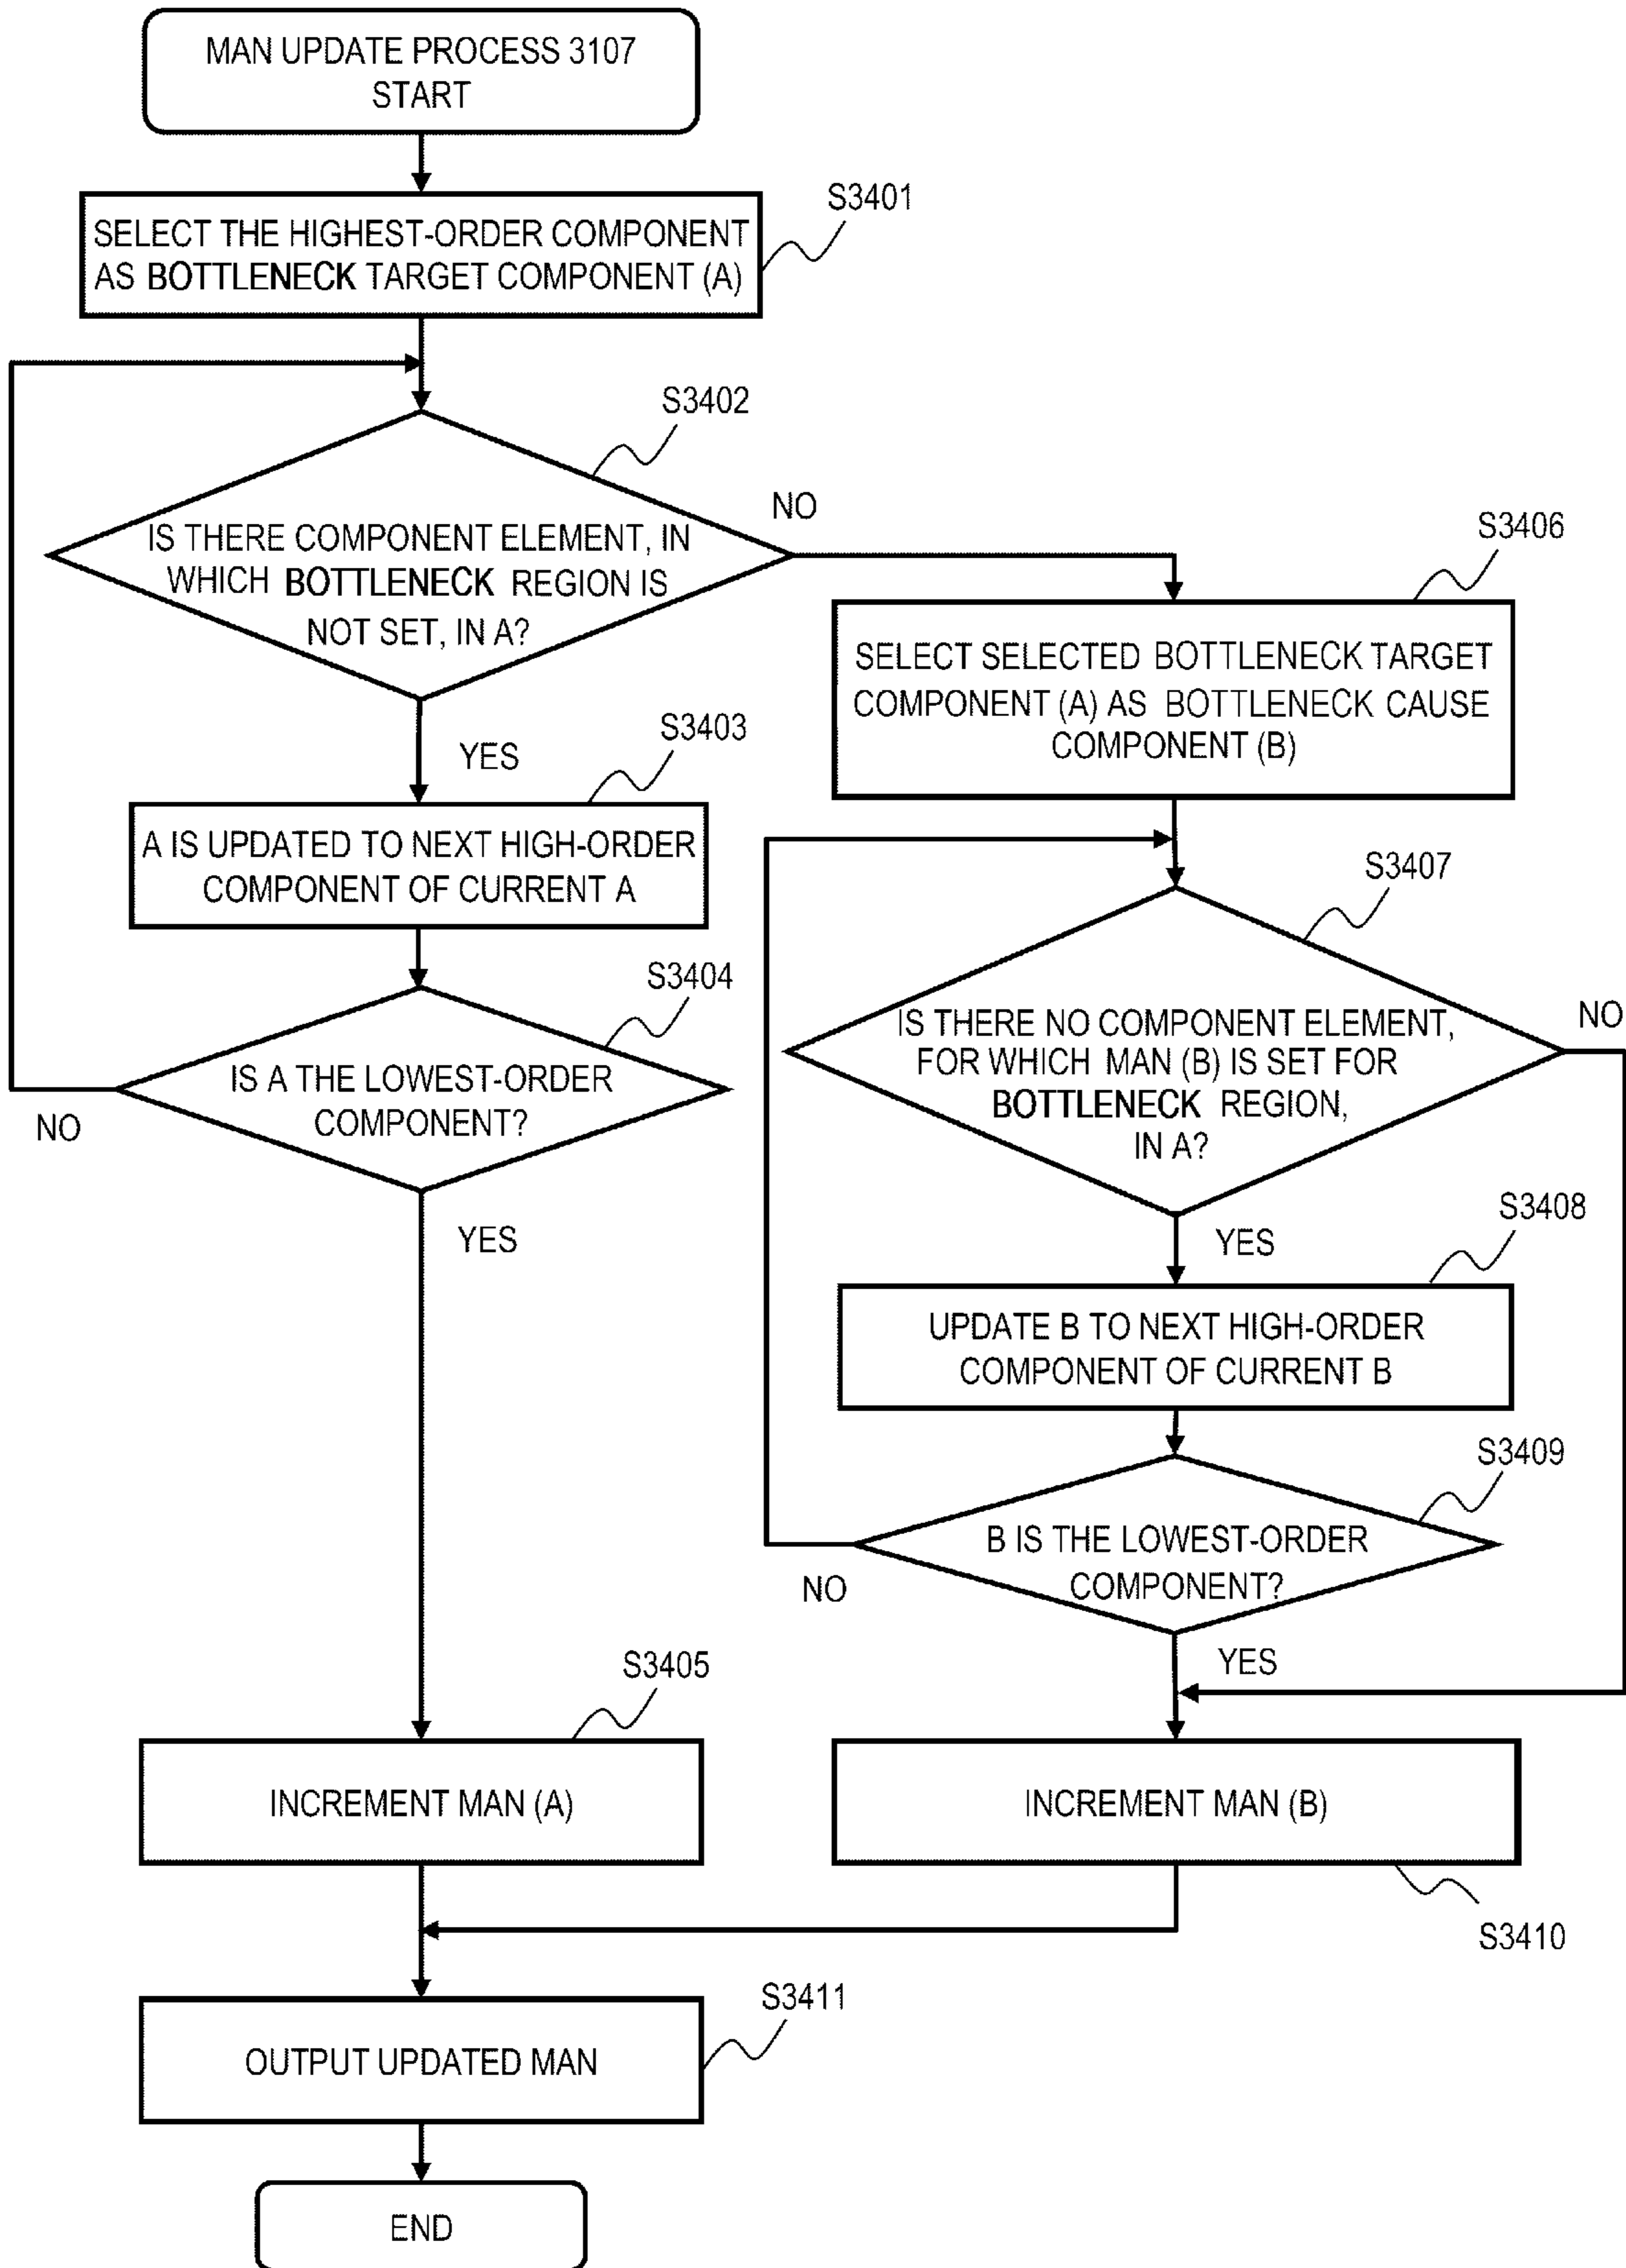 MAN UPDATE PROCESS 3107
START
S3401
SELECT THE HIGHEST-ORDER COMPONENT
AS BOTTLENECK TARGET COMPONENT (A)
S3402
IS THERE COMPONENT ELEMENT, IN
WHICH BOTTLENECK REGION IS
NOT SET, IN A?
NO
YES
S3403
A IS UPDATED TO NEXT HIGH-ORDER
COMPONENT OF CURRENT A
S3404
IS A THE LOWEST-ORDER
COMPONENT?
NO
YES
S3405
INCREMENT MAN (A)
S3406
SELECT SELECTED BOTTLENECK TARGET
COMPONENT (A) AS BOTTLENECK CAUSE
COMPONENT (B)
S3407
IS THERE NO COMPONENT ELEMENT,
FOR WHICH MAN (B) IS SET FOR
BOTTLENECK REGION,
IN A?
NO
YES
S3408
UPDATE B TO NEXT HIGH-ORDER
COMPONENT OF CURRENT B
S3409
B IS THE LOWEST-ORDER
COMPONENT?
NO
YES
INCREMENT MAN (B)
S3410
S3411
OUTPUT UPDATED MAN
END